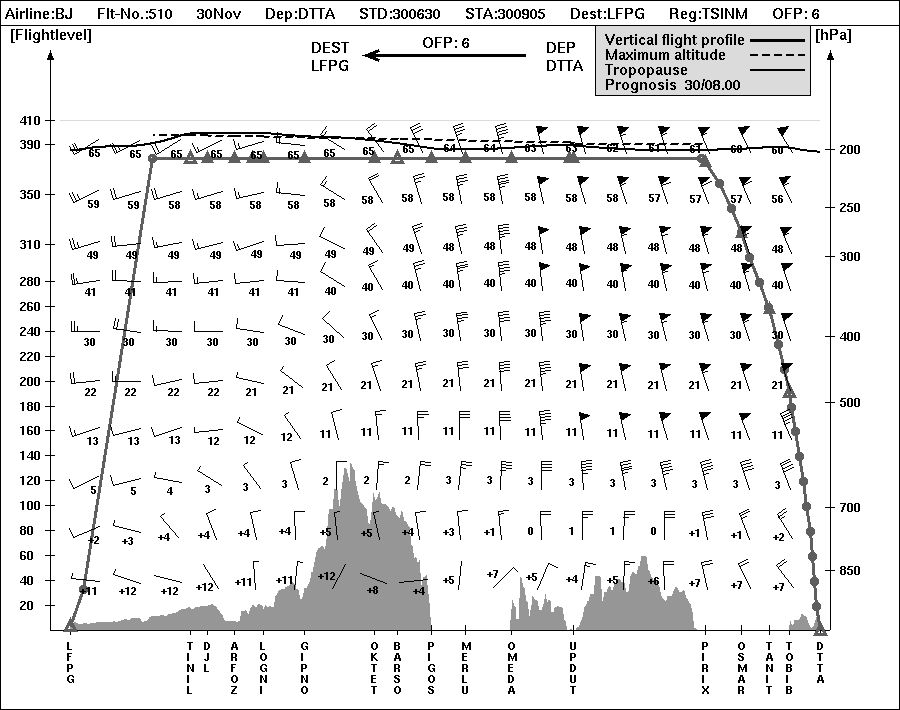 Airline:BJ Flt-No.:510 30Nov Dep:DTTA STD:300630 STA:300905 Dest:LFPG Reg:TSINM OFP: 6
[Flightlevel] DEST OFP: 6 DEP [hPa]
LFPG DTTA
Vertical flight profile
Maximum altitude
Tropopause
Prognosis 30/08.00
410
390 65 65 65 65 65 65 65 65 64 64 63 62 61 61 60 60 200
350 59 59 58 58 58 58 58 58 58 58 58 58 58 58 58 57 57 56 250
310 49 49 49 49 49 49 49 49 49 48 48 48 48 48 48 48 48 48 300
280 41 41 41 41 41 41 40 40 40 40 40 40 40 40 40 40 40 40
260
240 30 30 30 30 30 30 30 30 30 30 30 30 30 30 30 30 30 30 400
220
200 22 22 22 22 21 21 21 21 21 21 21 21 21 21 21 21 21 21
180 500
160 13 13 13 12 12 12 11 11 11 11 11 11 11 11 11 11 11 11
140
120 5 5 4 3 3 3 2 2 2 3 3 3 3 3 3 3 3 3
100 700
80 +2 +3 +4 +4 +4 +4 +5 +5 +4 +3 +1 0 1 1 0 +1 +1 +2
60
40 +11 +12 +12 +12 +11 +11 +12 +8 +4 +5 +7 +5 +4 +5 +6 +7 +7 +7 850
20
LFPG
TINIL
DJL
ARFOZ
LOGNI
GIPNO
OKTET
BARSO
PIGOS
MERLU
OMEDA
UPDUT
PIRIX
OSMAR
TANIT
TOBIB
DTTA